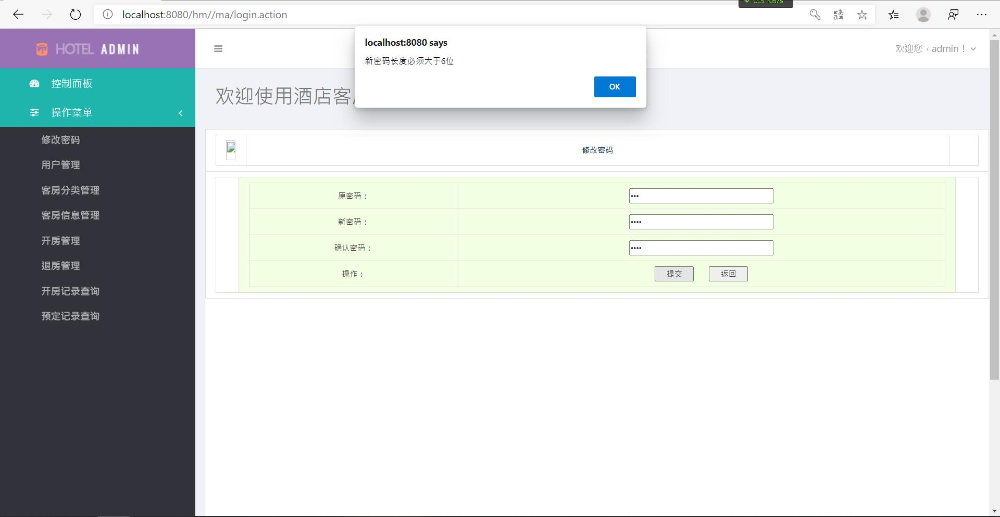 0.3 KB/s
localhost:8080/hm//ma/login.action
HOTEL ADMIN
欢迎您，admin！
localhost:8080 says
新密码长度必须大于6位
OK
控制面板
操作菜单
欢迎使用酒店客
修改密码
用户管理
客房分类管理
客房信息管理
开房管理
退房管理
开房记录查询
预定记录查询
修改密码
原密码：
新密码：
确认密码：
操作：
提交 返回